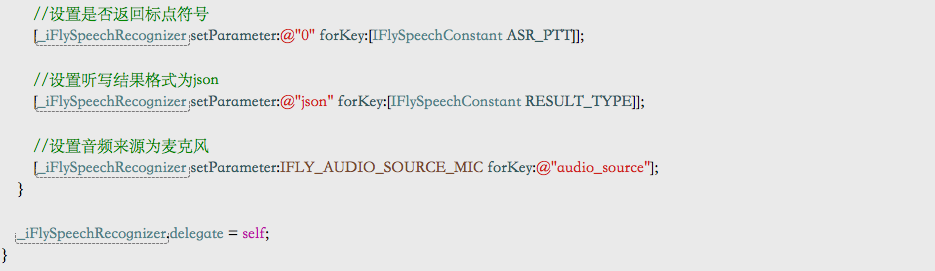 //设置是否返回标点符号
[_iFlySpeechRecognizer setParameter:@"0" forKey:[IFlySpeechConstant ASR_PTT]];
//设置听写结果格式为json
[_iFlySpeechRecognizer setParameter:@"json" forKey:[IFlySpeechConstant RESULT_TYPE]];
//设置音频来源为麦克风
[_iFlySpeechRecognizer setParameter:IFLY_AUDIO_SOURCE_MIC forKey:@"audio_source"];
}
_iFlySpeechRecognizer.delegate = self;
}